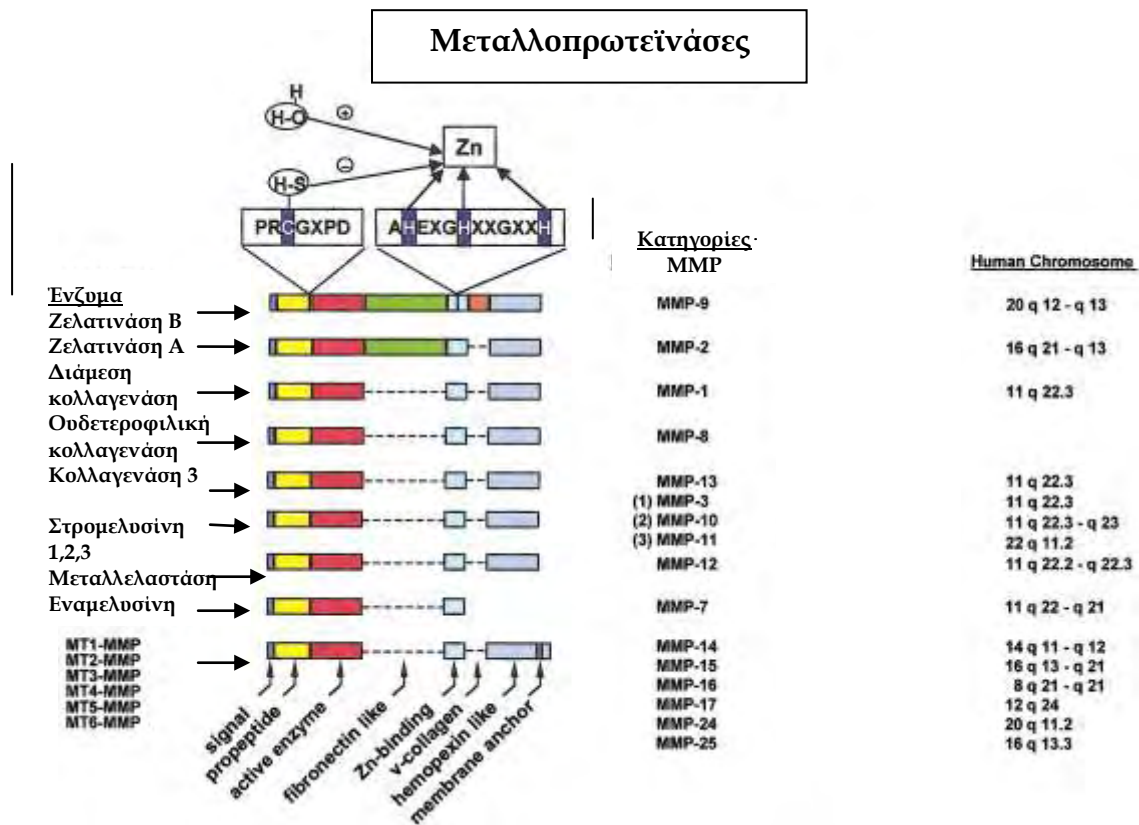 Μεταλλοπρωτεϊνάσες
H
H-O
+
Zn
−
H-S
PRCGXPD
AHEXGHXXGXXH
Κατηγορίες
MMP
Human Chromosome
Ένζυμα
Ζελατινάση Β
MMP-9
20 q 12 - q 13
Ζελατινάση Α
MMP-2
16 q 21 - q 13
Διάμεση
κολλαγενάση
MMP-1
11 q 22.3
Ουδετεροφιλική
κολλαγενάση
MMP-8
Κολλαγενάση 3
MMP-13
11 q 22.3
(1) MMP-3
11 q 22.3
Στρομελυσίνη
1,2,3
(2) MMP-10
11 q 22.3 - q 23
(3) MMP-11
22 q 11.2
Μεταλλελαστάση
MMP-12
11 q 22.2 - q 22.3
Εναμελυσίνη
MMP-7
11 q 22 - q 21
MT1-MMP
MT2-MMP
MT3-MMP
MT4-MMP
MT5-MMP
MT6-MMP
MMP-14
14 q 11 - q 12
MMP-15
16 q 13 - q 21
MMP-16
8 q 21 - q 21
MMP-17
12 q 24
MMP-24
20 q 11.2
MMP-25
16 q 13.3
signal
propeptide
active enzyme
fibronectin like
Zn-binding
v-collagen
hemopexin like
membrane anchor